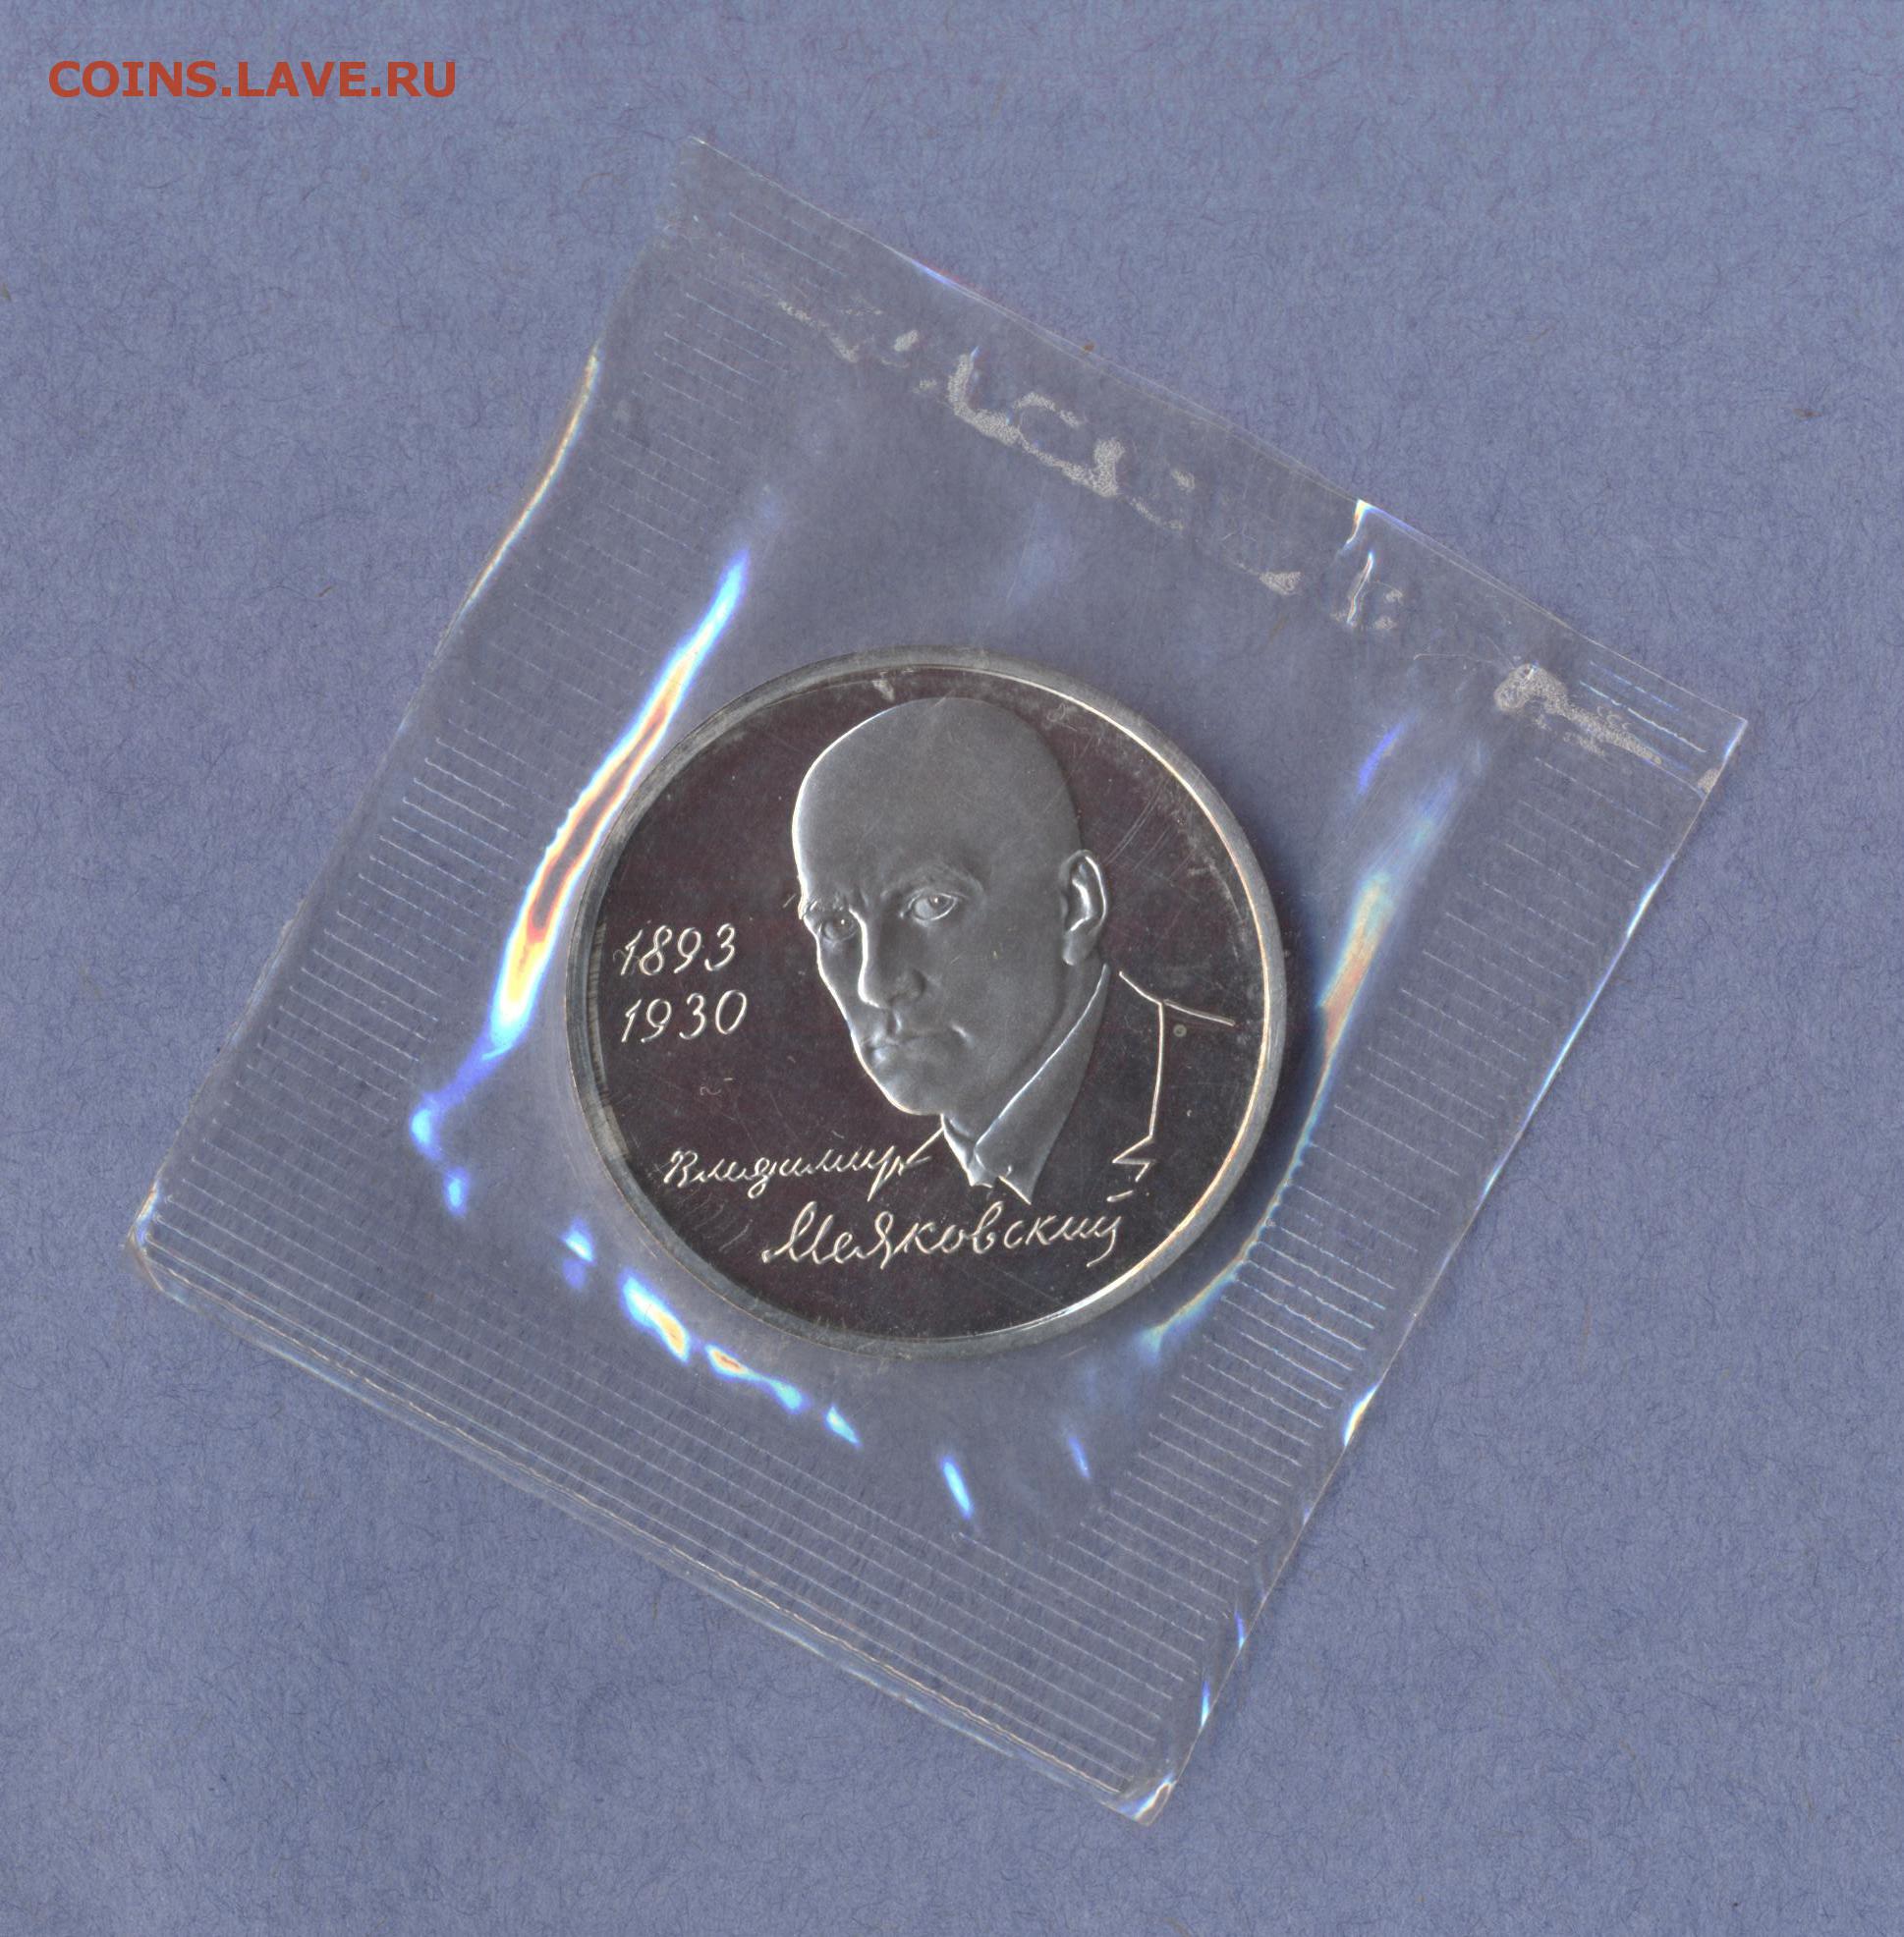 COINS.LAVE.RU
1893
1930
Владимир
Маяковский